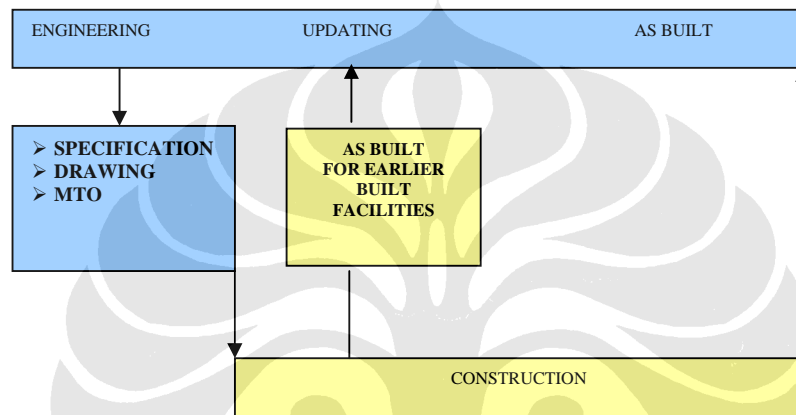 ENGINEERING UPDATING AS BUILT
➢ SPECIFICATION
➢ DRAWING
➢ MTO
AS BUILT
FOR EARLIER
BUILT
FACILITIES
CONSTRUCTION